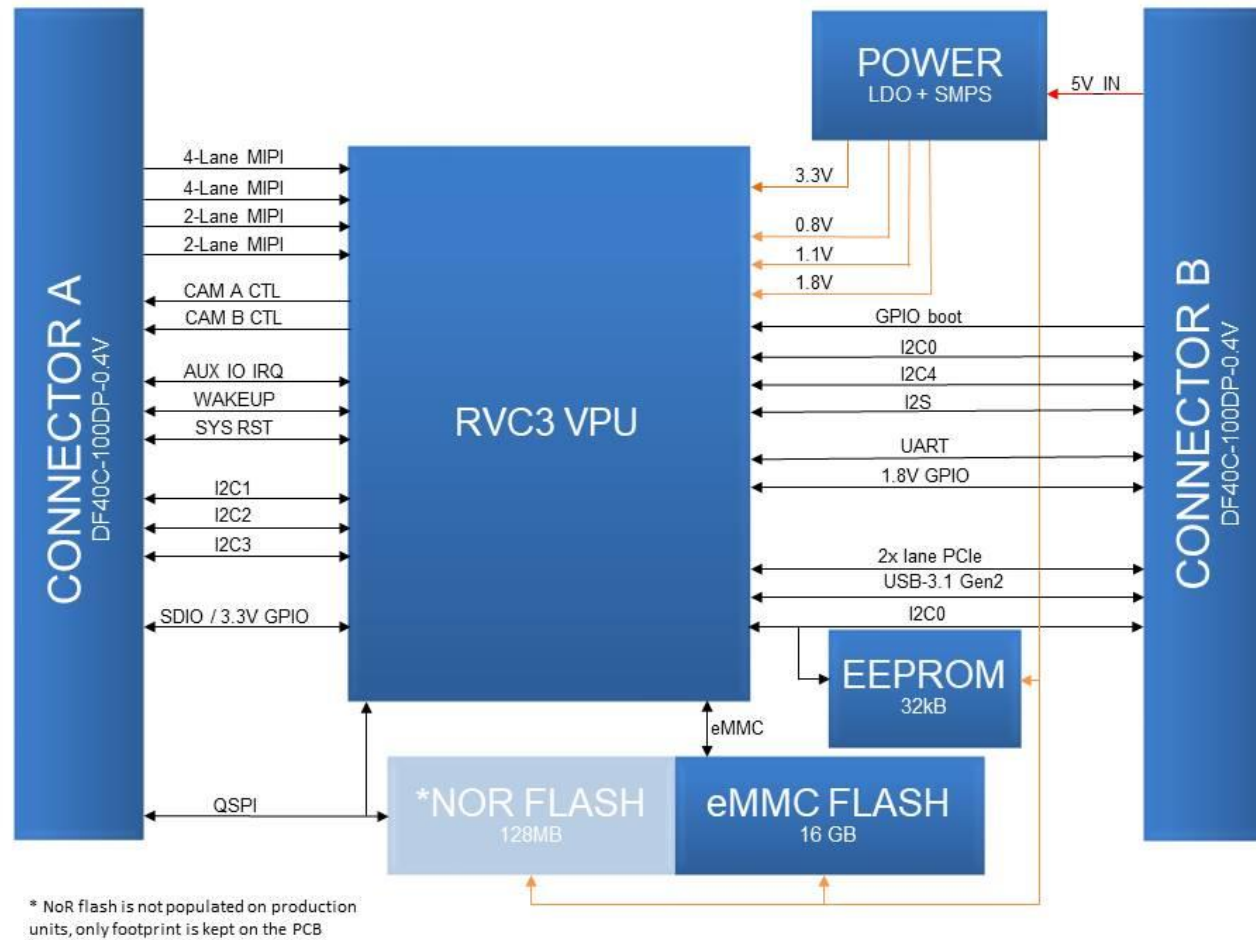 POWER
LDO + SMPS
5V IN
CONNECTOR A
DF40C-100DP-0.4V
4-Lane MIPI
4-Lane MIPI
2-Lane MIPI
2-Lane MIPI
CAM A CTL
CAM B CTL
AUX IO IRQ
WAKEUP
SYS RST
I2C1
I2C2
I2C3
SDIO / 3.3V GPIO
QSPI
RVC3 VPU
3.3V
0.8V
1.1V
1.8V
GPIO boot
I2C0
I2C4
I2S
UART
1.8V GPIO
2x lane PCIe
USB-3.1 Gen2
I2C0
CONNECTOR B
DF40C-100DP-0.4V
EEPROM
32kB
eMMC
*NOR FLASH
128MB
eMMC FLASH
16 GB
* NoR flash is not populated on production
units, only footprint is kept on the PCB